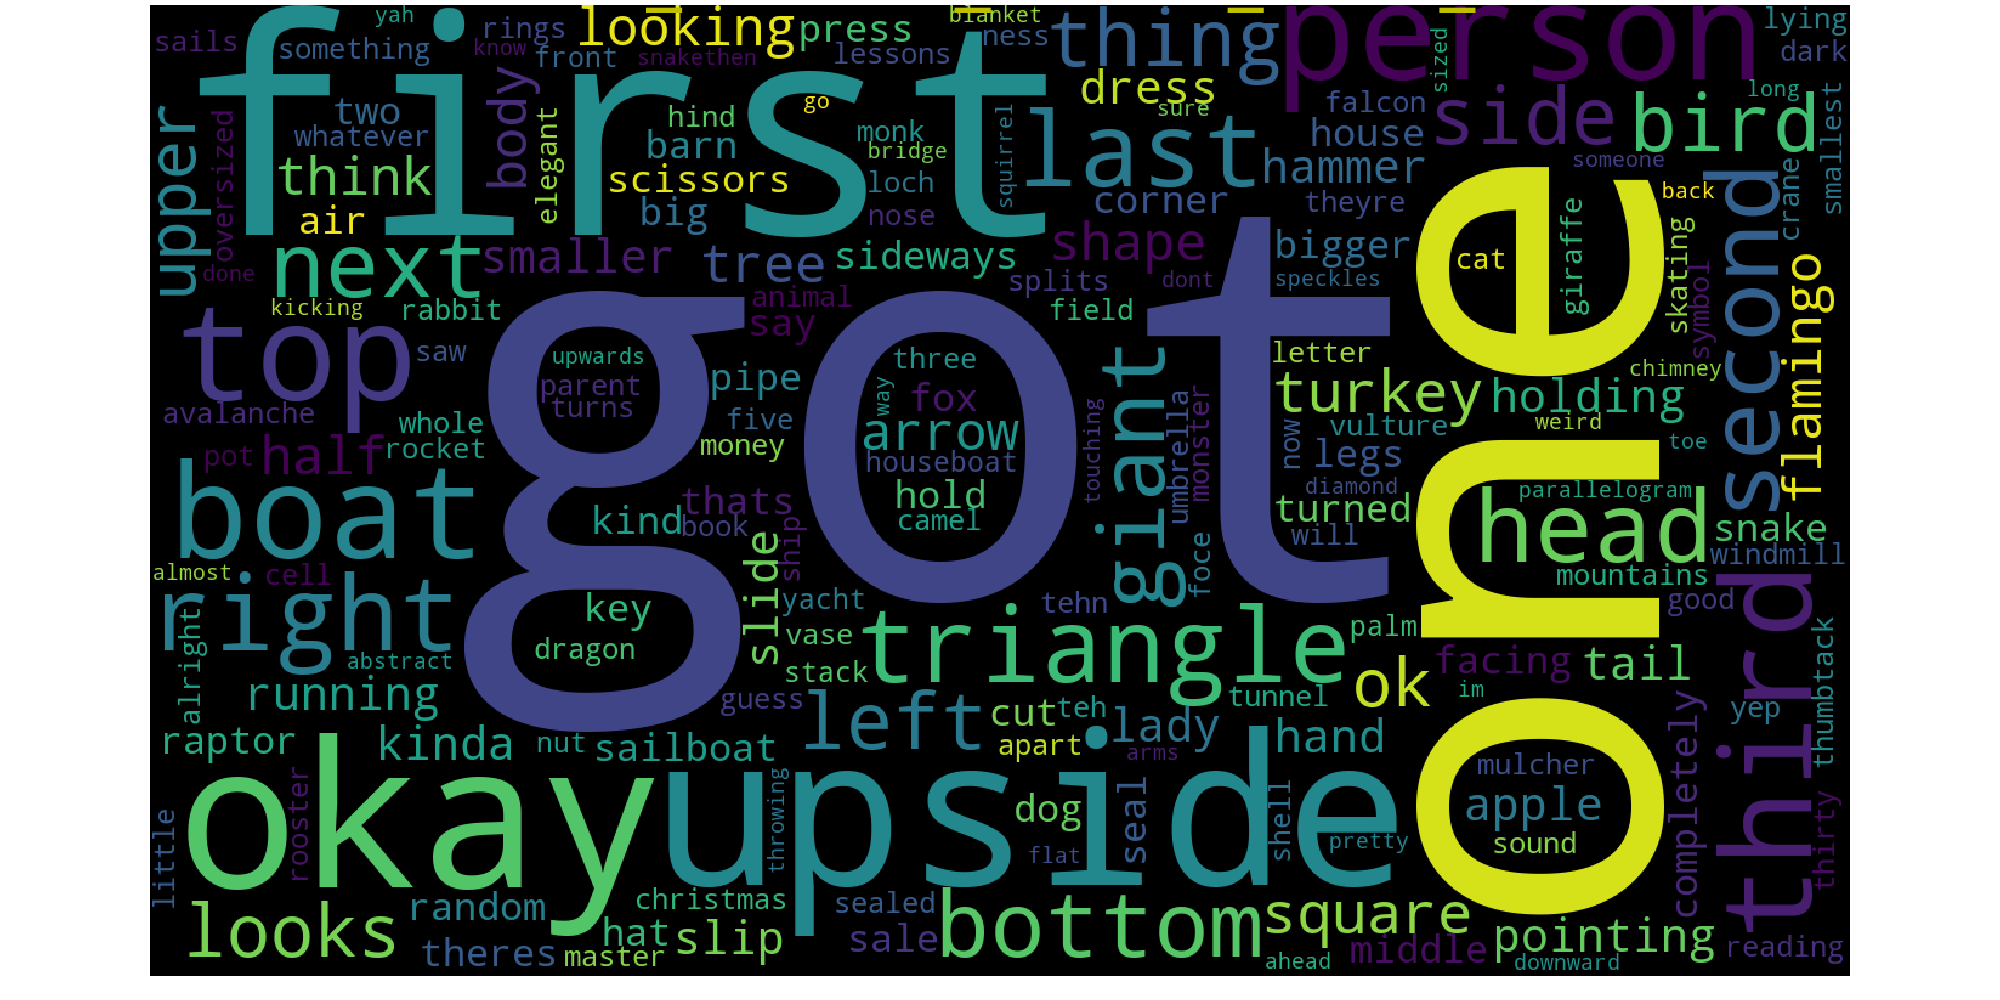 yah
rings
looking
press
blanket
ness
thing
person
lying
sails
something
know
front
snakethen
lessons
sized
dark
first
body
dress
sure
long
upper
oversized
two
whatever
hind
go
monk
squirrel
last
falcon
side
bird
smallest
think
elegant
barn
bridge
house
hammer
someone
air
scissors
loch
big
nose
corner
theyre
one
second
back
crane
done
next
smaller
tree
sideways
shape
bigger
cat
giraffe
skating
symbol
flamingo
kicking
rabbit
animal
say
splits
dont
speckles
field
top
saw
got
upwards
parent
turns
pipe
three
way
fox
giant
letter
chimney
avalanche
whole
five
arrow
touching
umbrella
monster
turkey
holding
weird
pot
half
rocket
money
houseboat
now
vulture
legs
toe
boat
thats
hold
diamond
parallelogram
kind
book
camel
turned
head
snake
will
windmill
almost
cell
slide
ship
foce
mountains
right
key
yacht
tehn
good
third
alright
dragon
vase
triangle
palm
abstract
stack
facing
tail
thumbtack
running
guess
left
cut
teh
tunnel
ok
im
completely
yep
raptor
kinda
nut
sailboat
apart
lady
arms
hand
okay
upside
mulcher
little
rooster
throwing
dog
seal
shell
apple
thirty
flat
pretty
sound
looks
random
christmas
sealed
bottom
square
theres
hat
slip
sale
middle
pointing
reading
master
ahead
downward